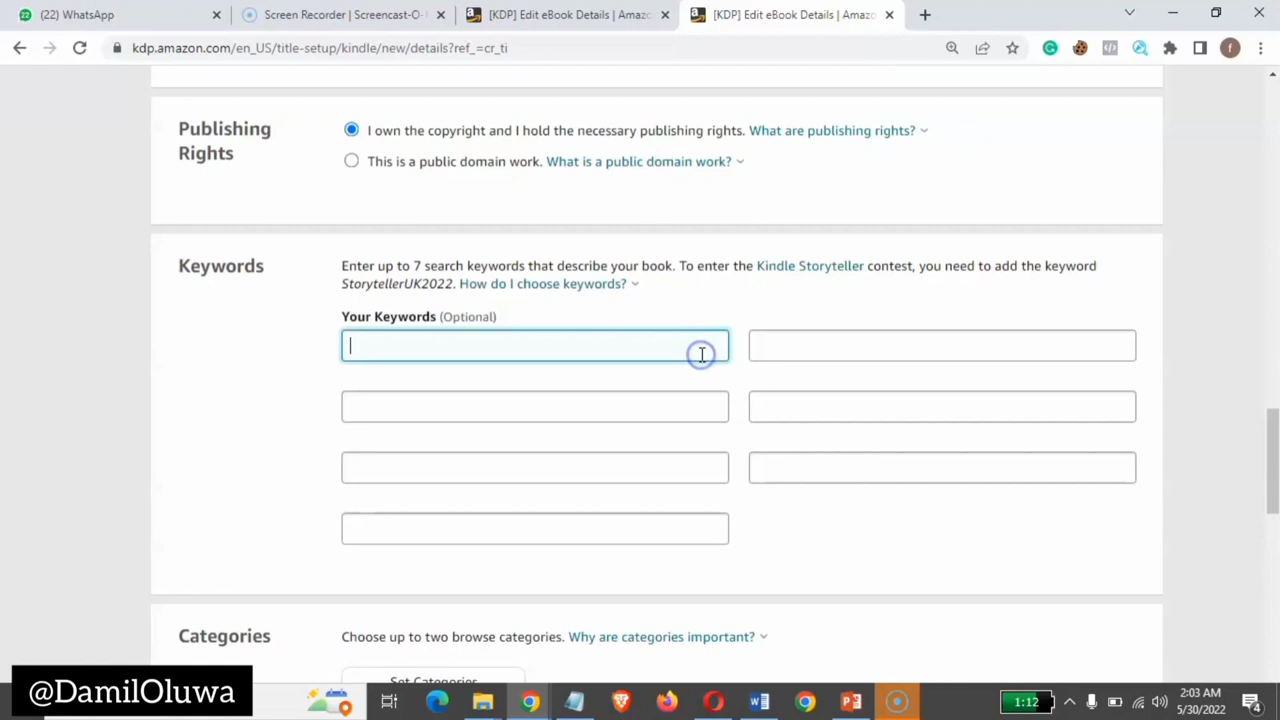 (22) WhatsApp
Screen Recorder | Screencast-O-
[KDP] Edit eBook Details | Amaz
[KDP] Edit eBook Details | Amaz
kdp.amazon.com/en_US/title-setup/kindle/new/details?ref_=cr_ti
f
Publishing Rights
I own the copyright and I hold the necessary publishing rights. What are publishing rights?
This is a public domain work. What is a public domain work?
Keywords
Enter up to 7 search keywords that describe your book. To enter the Kindle Storyteller contest, you need to add the keyword
StorytellerUK2022. How do I choose keywords?
Your Keywords (Optional)
Categories
Choose up to two browse categories. Why are categories important?
Set Categories
@DamilOluwa
1:12
2:03 AM
5/30/2022
4